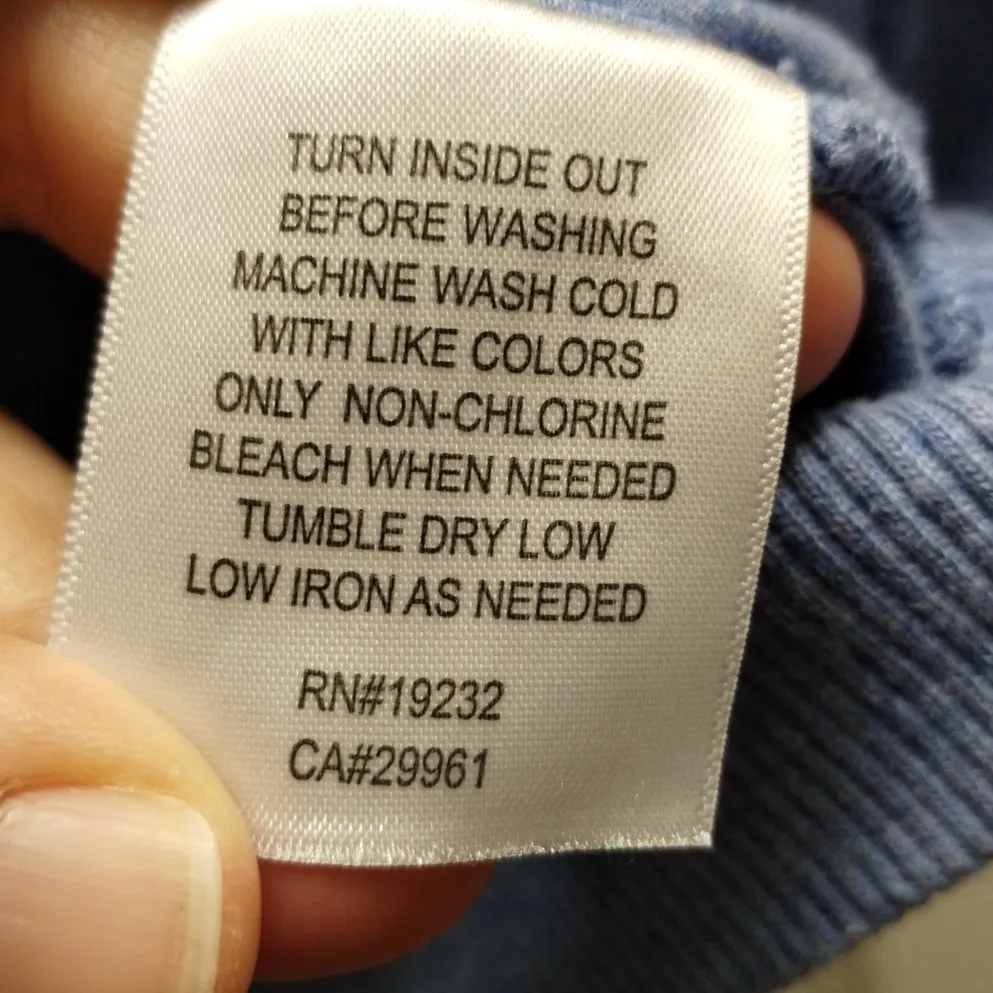 TURN INSIDE OUT
BEFORE WASHING
MACHINE WASH COLD
WITH LIKE COLORS
ONLY NON-CHLORINE
BLEACH WHEN NEEDED
TUMBLE DRY LOW
LOW IRON AS NEEDED
RN#19232
CA#29961